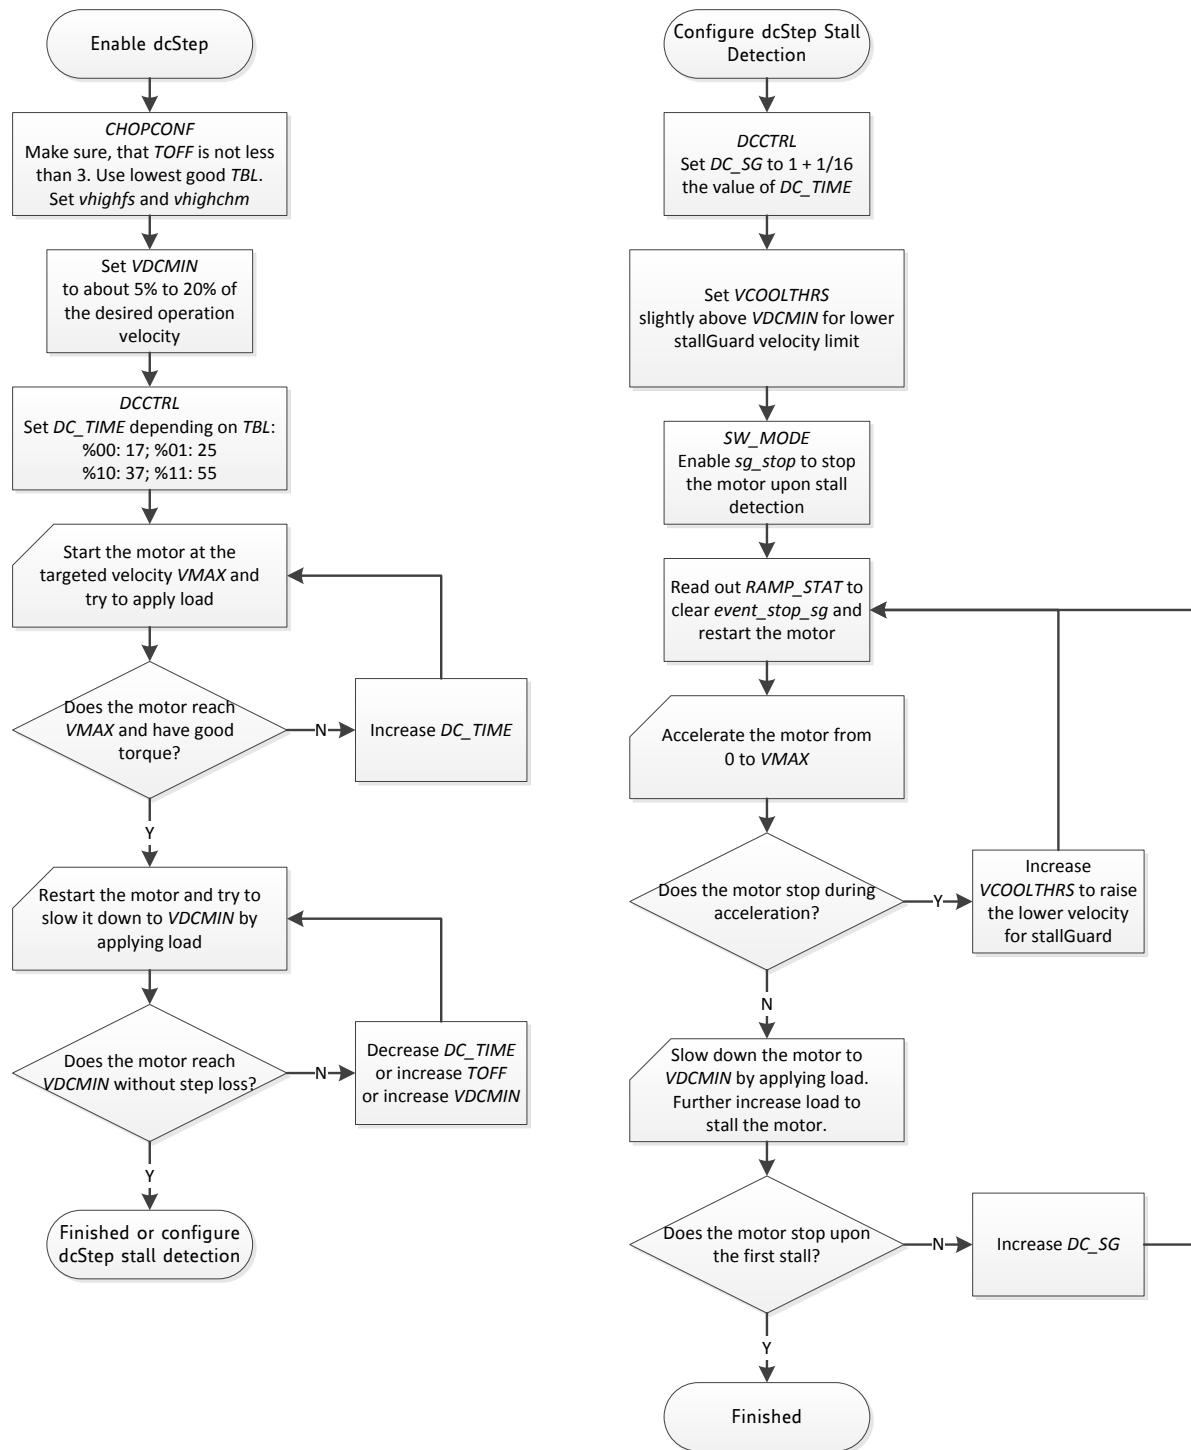 Enable dcStep
CHOPCONF
Make sure, that TOFF is not less
than 3. Use lowest good TBL.
Set vhighfs and vhighchm
Set VDCMIN
to about 5% to 20% of
the desired operation
velocity
DCCTRL
Set DC_TIME depending on TBL:
%00: 17; %01: 25
%10: 37; %11: 55
Start the motor at the
targeted velocity VMAX and
try to apply load
Does the motor reach
VMAX and have good
torque?
N
Increase DC_TIME
Y
Restart the motor and try to
slow it down to VDCMIN by
applying load
Does the motor reach
VDCMIN without step loss?
N
Decrease DC_TIME
or increase TOFF
or increase VDCMIN
Y
Finished or configure
dcStep stall detection
Configure dcStep Stall
Detection
DCCTRL
Set DC_SG to 1 + 1/16
the value of DC_TIME
Set VCOOLTHRS
slightly above VDCMIN for lower
stallGuard velocity limit
SW_MODE
Enable sg_stop to stop
the motor upon stall
detection
Read out RAMP_STAT to
clear event_stop_sg and
restart the motor
Accelerate the motor from
0 to VMAX
Does the motor stop during
acceleration?
Y
Increase
VCOOLTHRS to raise
the lower velocity
for stallGuard
N
Slow down the motor to
VDCMIN by applying load.
Further increase load to
stall the motor.
Does the motor stop upon
the first stall?
N
Increase DC_SG
Y
Finished